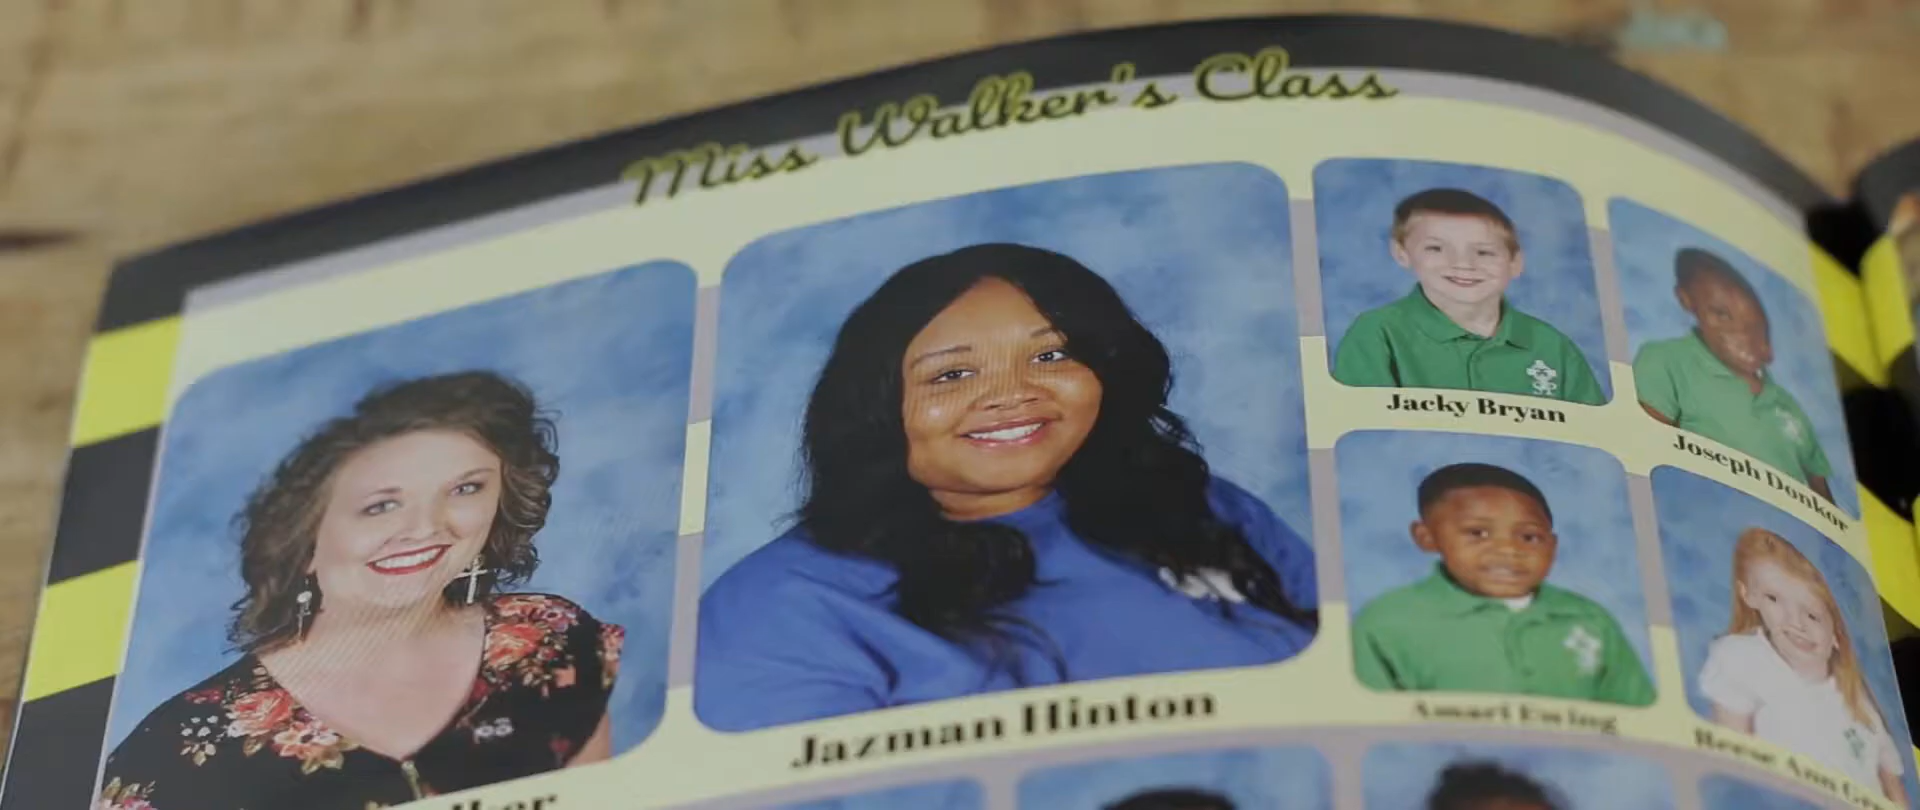 Miss Walker's Class
Jacky Bryan
Joseph Donkor
Jazman Hinton
Amari Ewing
Reese Ann